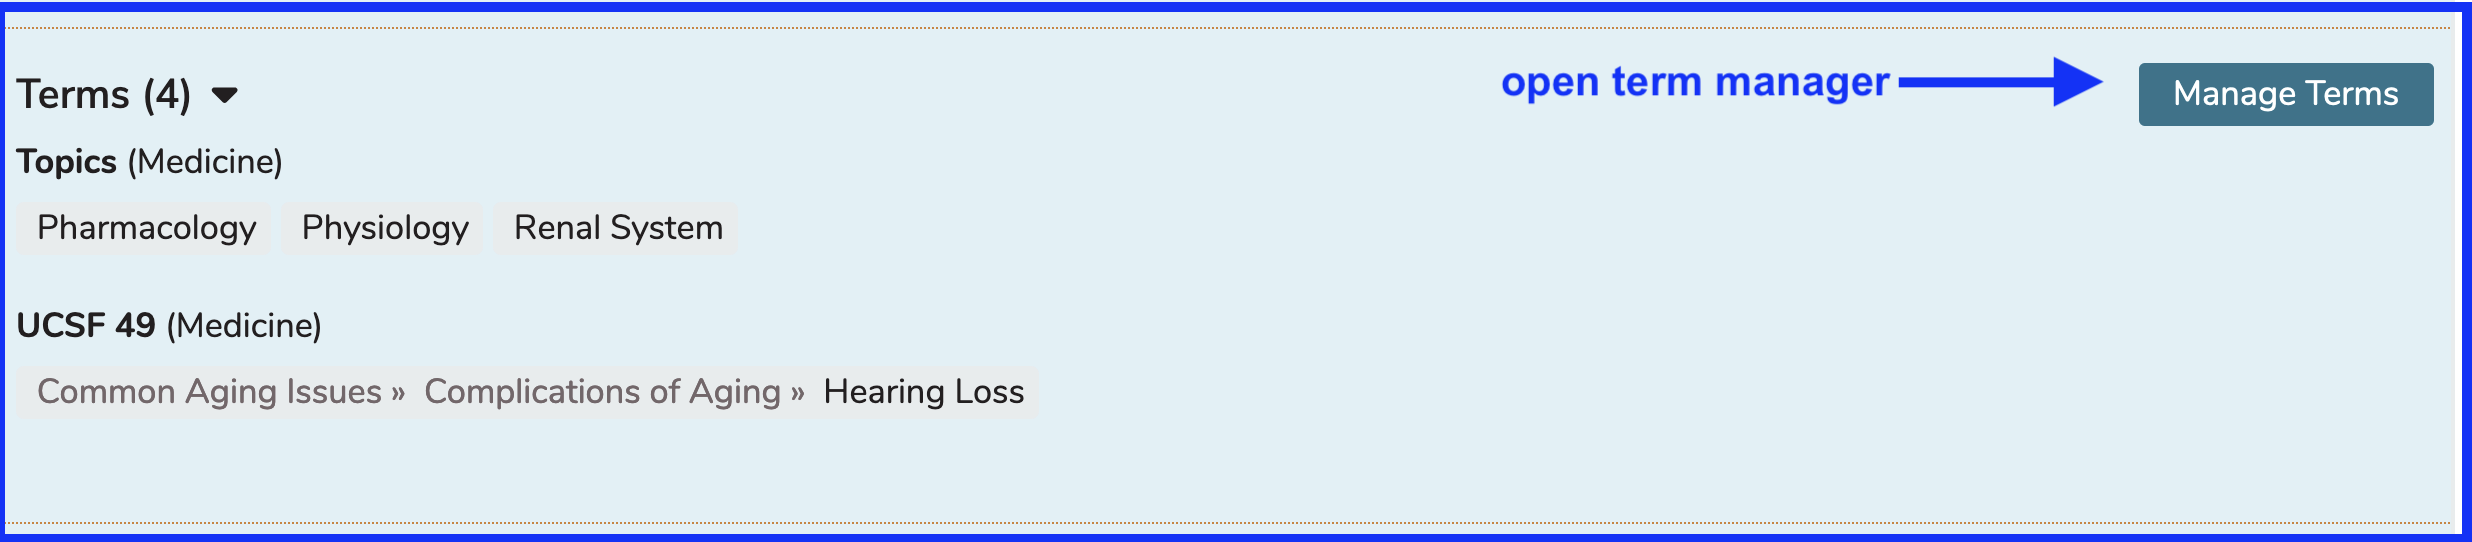 Terms (4)
open term manager
Manage Terms
Topics (Medicine)
Pharmacology Physiology Renal System
UCSF 49 (Medicine)
Common Aging Issues » Complications of Aging » Hearing Loss